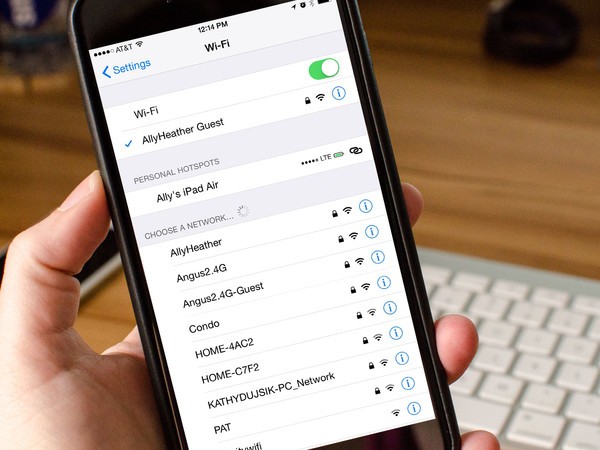 AT&T
12:14 PM
Settings
Wi-Fi
Wi-Fi
AllyHeather Guest
PERSONAL HOTSPOTS
Ally's iPad Air
LTE
CHOOSE A NETWORK...
AllyHeather
Angus2.4G
Angus2.4G-Guest
Condo
HOME-4AC2
HOME-C7F2
KATHYDUJSIK-PC_Network
PAT